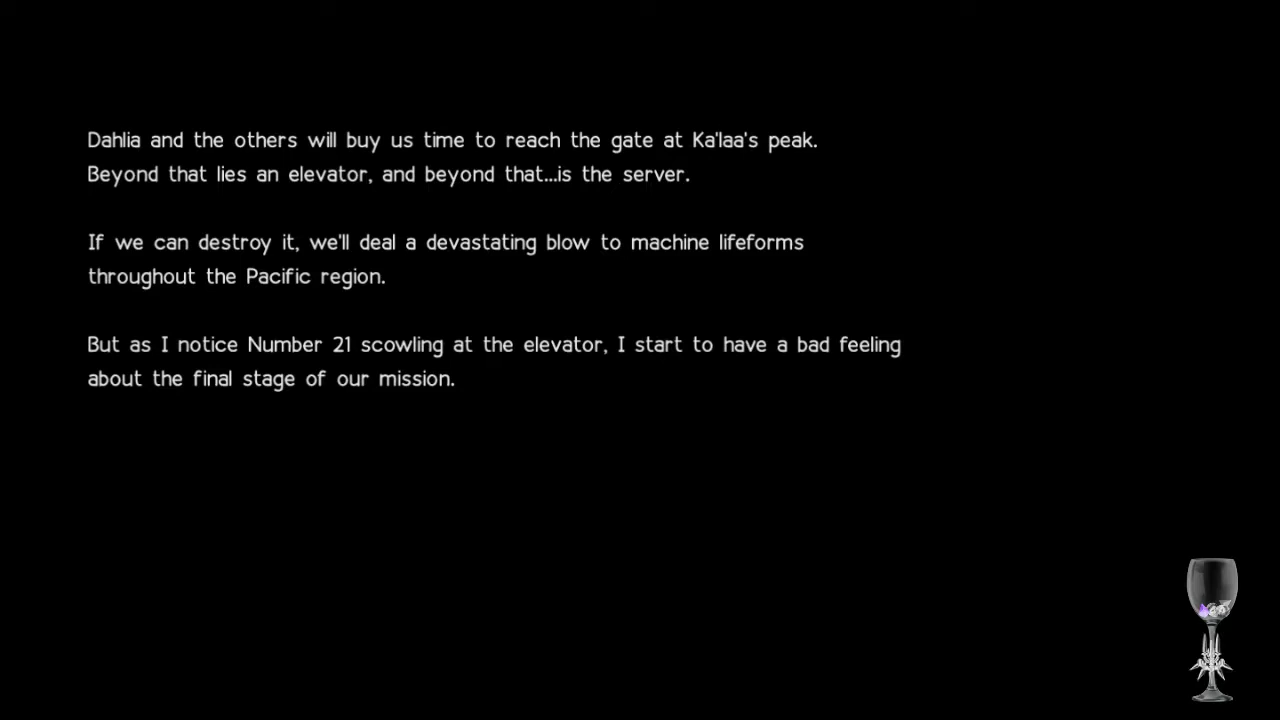 Dahlia and the others will buy us time to reach the gate at Ka'laa's peak.
Beyond that lies an elevator, and beyond that...is the server.
If we can destroy it, we'll deal a devastating blow to machine lifeforms
throughout the Pacific region.
But as I notice Number 21 scowling at the elevator, I start to have a bad feeling
about the final stage of our mission.